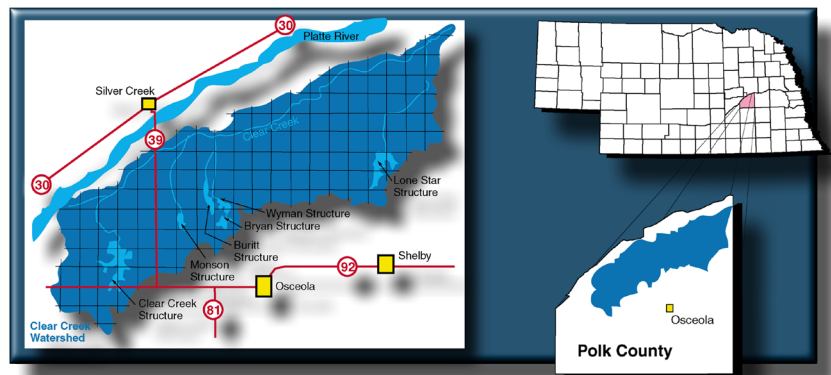 30
Platte River
Silver Creek
39
Clear Creek
30
Lone Star
Structure
Wyman Structure
Bryan Structure
Buritt
Structure
Monson
Structure
Shelby
92
Osceola
81
Clear Creek
Structure
Clear Creek
Watershed
Osceola
Polk County